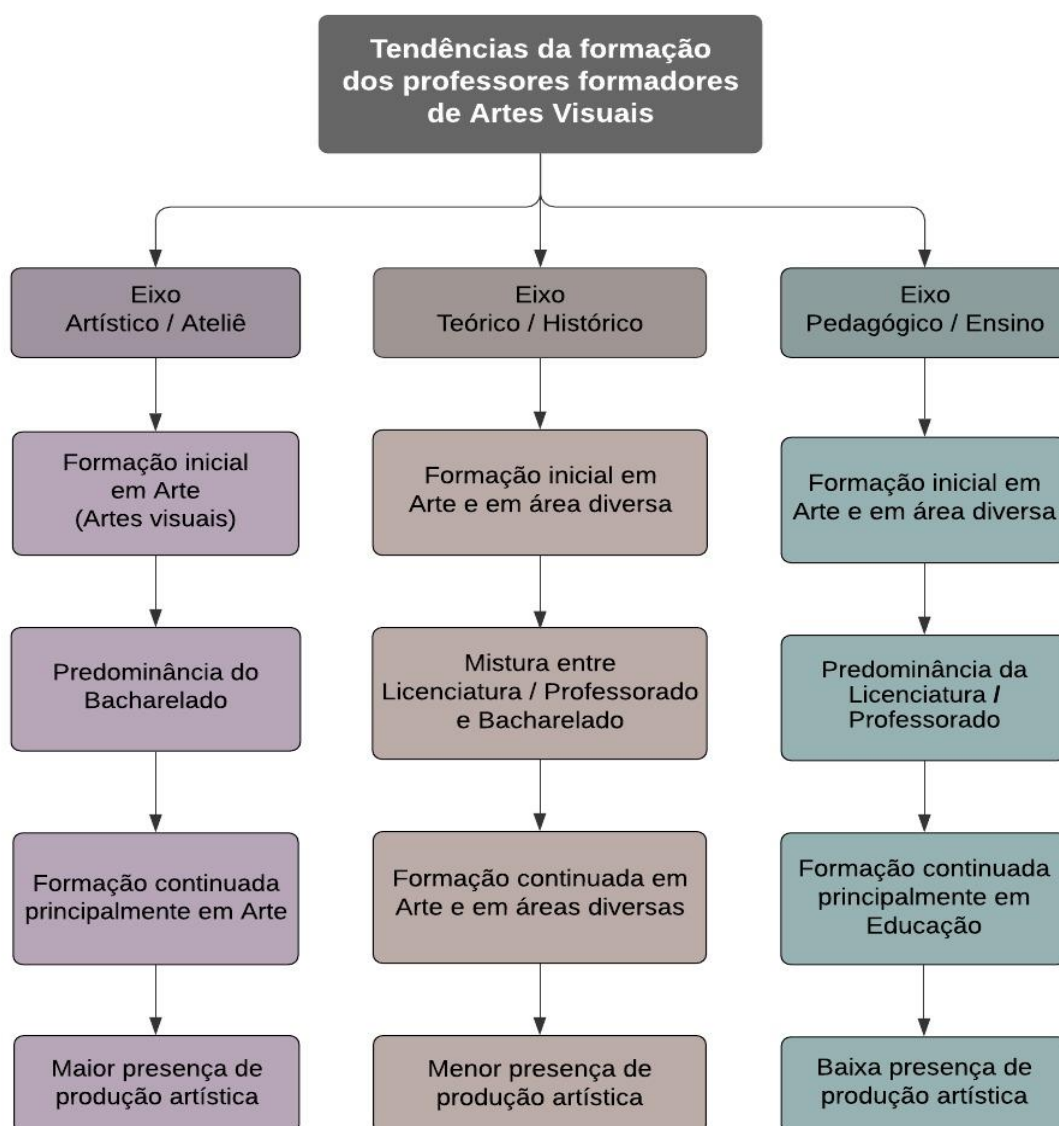 Tendências da formação
dos professores formadores
de Artes Visuais
Eixo
Artístico / Ateliê
Eixo
Teórico / Histórico
Eixo
Pedagógico / Ensino
Formação inicial
em Arte
(Artes visuais)
Formação inicial em
Arte e em área diversa
Formação inicial em
Arte e em área diversa
Predominância do
Bacharelado
Mistura entre
Licenciatura / Professorado
e Bacharelado
Predominância da
Licenciatura /
Professorado
Formação continuada
principalmente em Arte
Formação continuada em
Arte e em áreas diversas
Formação continuada
principalmente em
Educação
Maior presença de
produção artística
Menor presença de
produção artística
Baixa presença de
produção artística